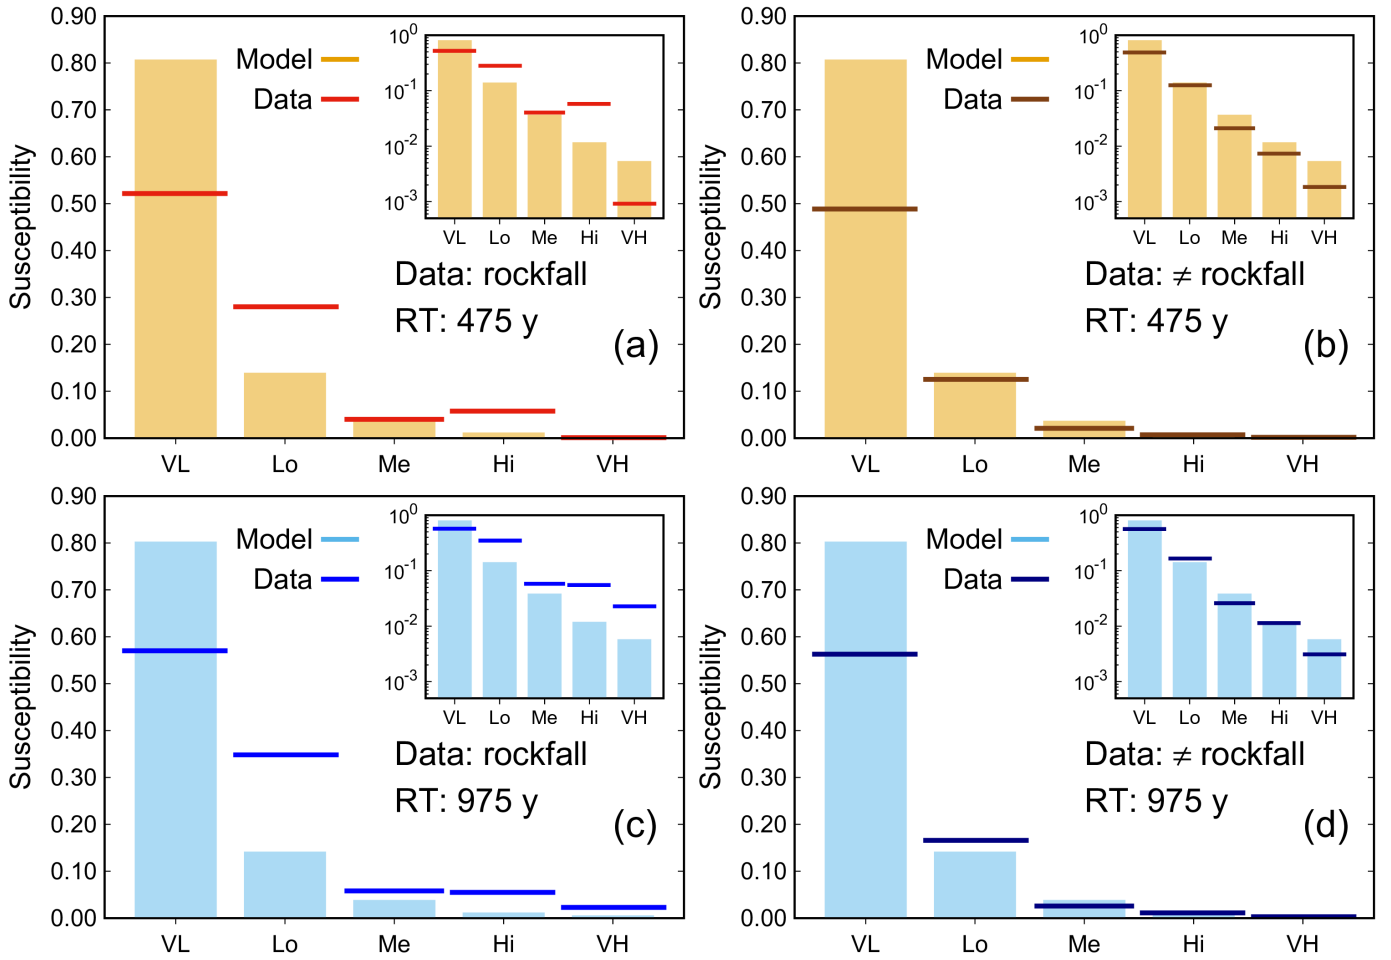 0.90
0.80
0.70
0.60
0.50
0.40
0.30
0.20
0.10
0.00
Susceptibility
VL Lo Me Hi VH
Model
Data
10^0
10^-1
10^-2
10^-3
VL Lo Me Hi VH
Data: rockfall
RT: 475 y
(a)
0.90
0.80
0.70
0.60
0.50
0.40
0.30
0.20
0.10
0.00
Susceptibility
VL Lo Me Hi VH
Model
Data
10^0
10^-1
10^-2
10^-3
VL Lo Me Hi VH
Data: ≠ rockfall
RT: 475 y
(b)
0.90
0.80
0.70
0.60
0.50
0.40
0.30
0.20
0.10
0.00
Susceptibility
VL Lo Me Hi VH
Model
Data
10^0
10^-1
10^-2
10^-3
VL Lo Me Hi VH
Data: rockfall
RT: 975 y
(c)
0.90
0.80
0.70
0.60
0.50
0.40
0.30
0.20
0.10
0.00
Susceptibility
VL Lo Me Hi VH
Model
Data
10^0
10^-1
10^-2
10^-3
VL Lo Me Hi VH
Data: ≠ rockfall
RT: 975 y
(d)